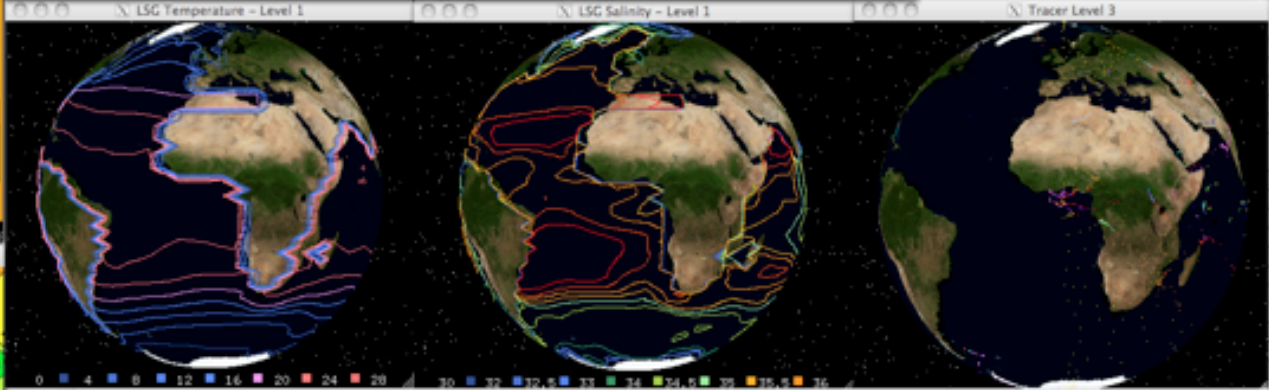 LSG Temperature - Level 1
LSG Salinity - Level 1
Tracer Level 3
0 4 8 12 16 20 24 28
30 32 32.5 33 34 34.5 35 35.5 36